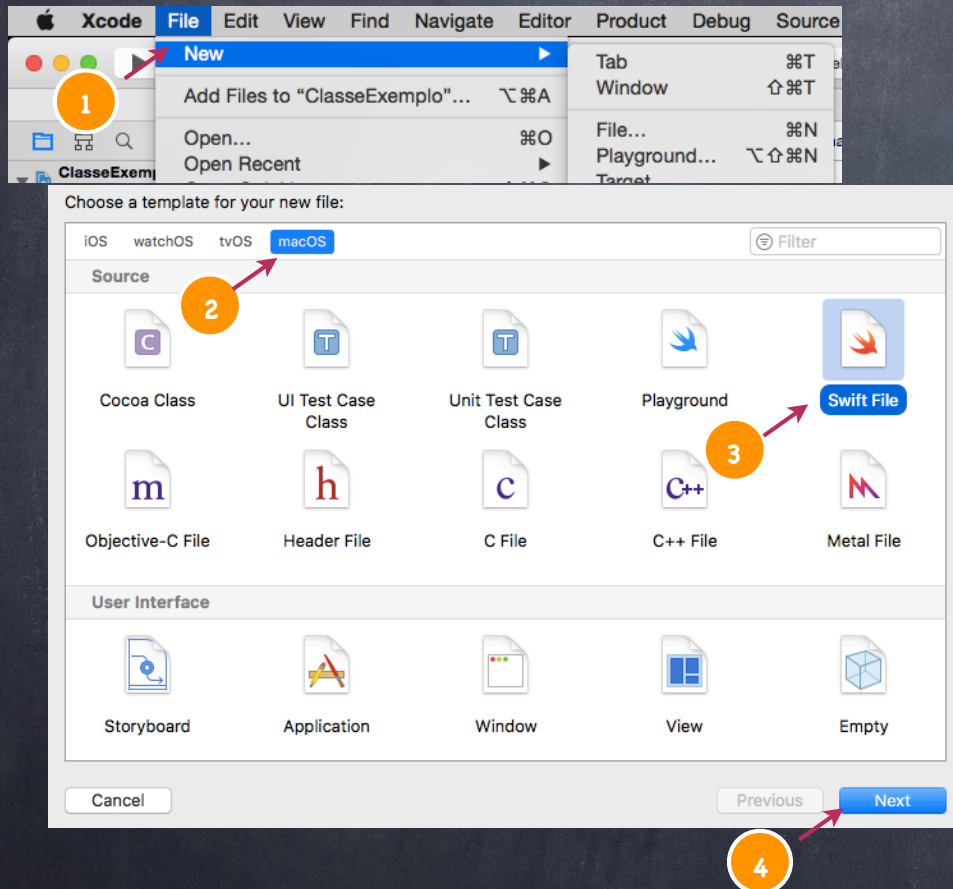 Xcode File Edit View Find Navigate Editor Product Debug Source
New
Tab ⌘T
Window ⇧⌘T
1
Add Files to “ClasseExemplo”... ⌥⌘A
Open... ⌘O
File... ⌘N
Open Recent
Playground... ⌥⇧⌘N
ClasseExemp
Target
Choose a template for your new file:
iOS watchOS tvOS macOS
Filter
Source
2
C
T
T
Cocoa Class
UI Test Case
Class
Unit Test Case
Class
Playground
Swift File
3
m
h
c
C++
Objective-C File
Header File
C File
C++ File
Metal File
User Interface
Storyboard
Application
Window
View
Empty
Cancel
Previous
Next
4